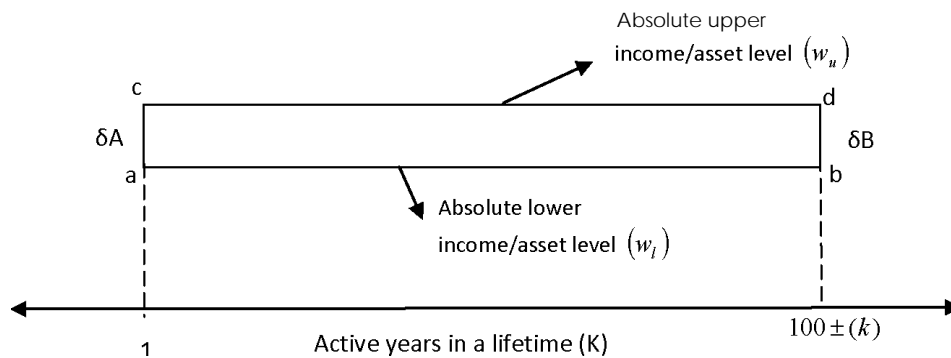 Absolute upper
income/asset level (w_u)
c
d
δA
δB
a
b
Absolute lower
income/asset level (w_l)
1
Active years in a lifetime (K)
100 ± (k)